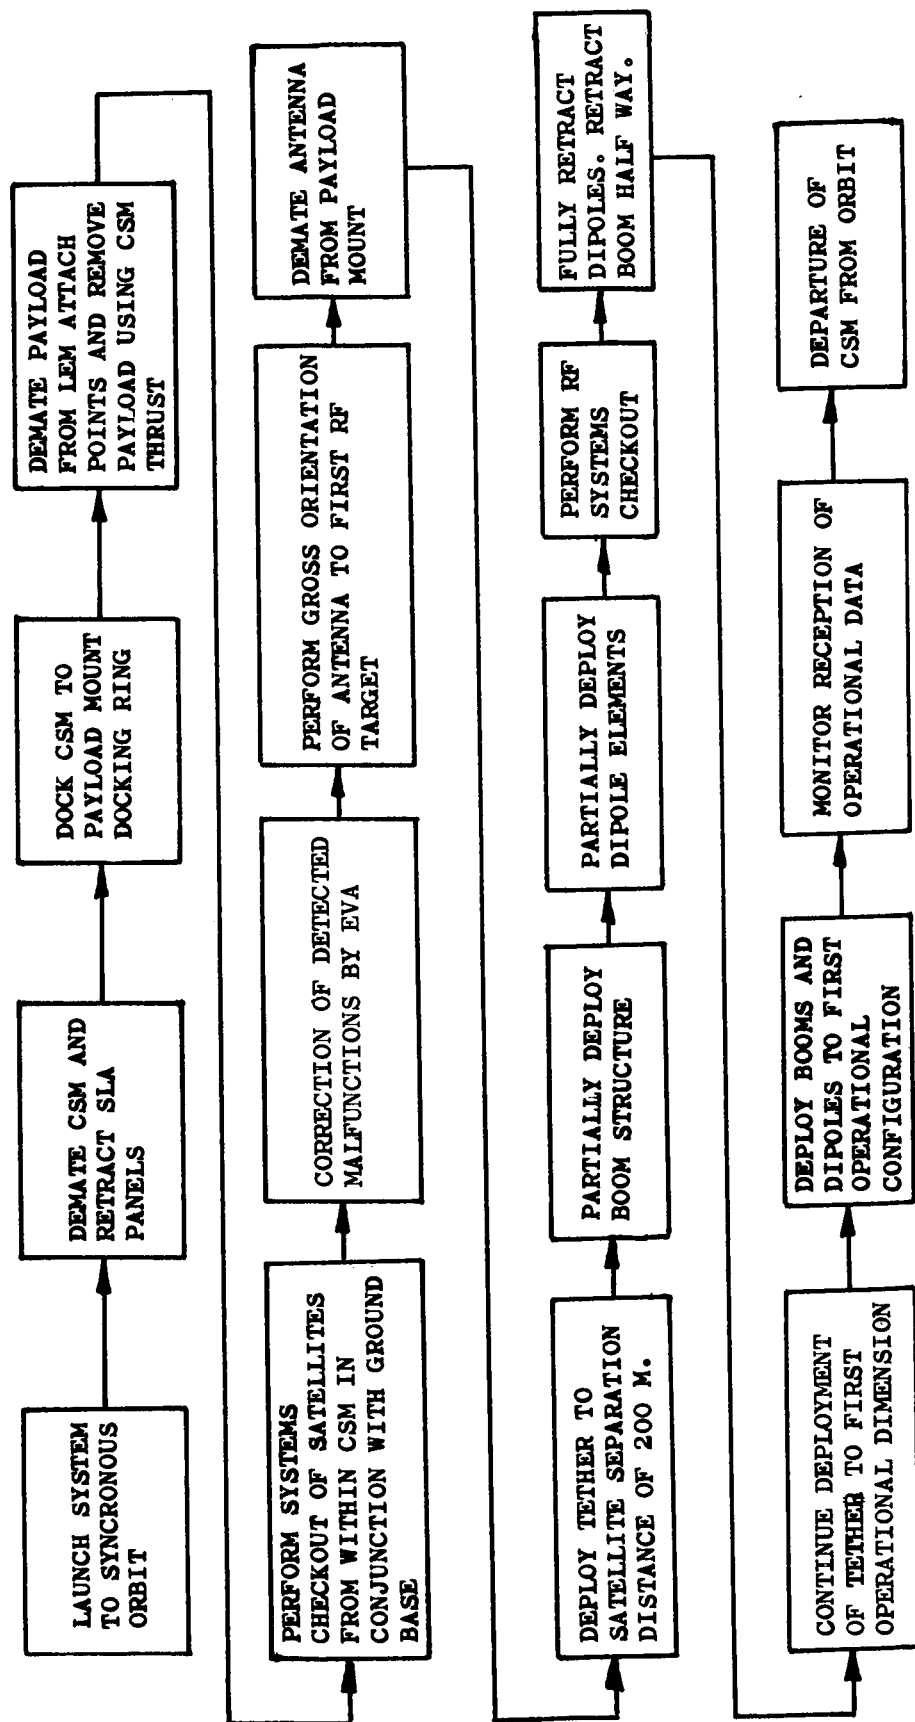 LAUNCH SYSTEM
TO SYNCRONOUS
ORBIT
DEMATE CSM AND
RETRACT SLA
PANELS
DOCK CSM TO
PAYLOAD MOUNT
DOCKING RING
DEMATE PAYLOAD
FROM LEM ATTACH
POINTS AND REMOVE
PAYLOAD USING CSM
THRUST
PERFORM SYSTEMS
CHECKOUT OF SATELLITES
FROM WITHIN CSM IN
CONJUNCTION WITH GROUND
BASE
CORRECTION OF DETECTED
MALFUNCTIONS BY EVA
PERFORM GROSS ORIENTATION
OF ANTENNA TO FIRST RF
TARGET
DEMATE ANTENNA
FROM PAYLOAD
MOUNT
DEPLOY TETHER TO
SATELLITE SEPARATION
DISTANCE OF 200 M.
PARTIALLY DEPLOY
BOOM STRUCTURE
PARTIALLY DEPLOY
DIPOLE ELEMENTS
PERFORM RF
SYSTEMS
CHECKOUT
FULLY RETRACT
DIPOLES. RETRACT
BOOM HALF WAY.
CONTINUE DEPLOYMENT
OF TETHER TO FIRST
OPERATIONAL DIMENSION
DEPLOY BOOMS AND
DIPOLES TO FIRST
OPERATIONAL
CONFIGURATION
MONITOR RECEPTION OF
OPERATIONAL DATA
DEPARTURE OF
CSM FROM ORBIT